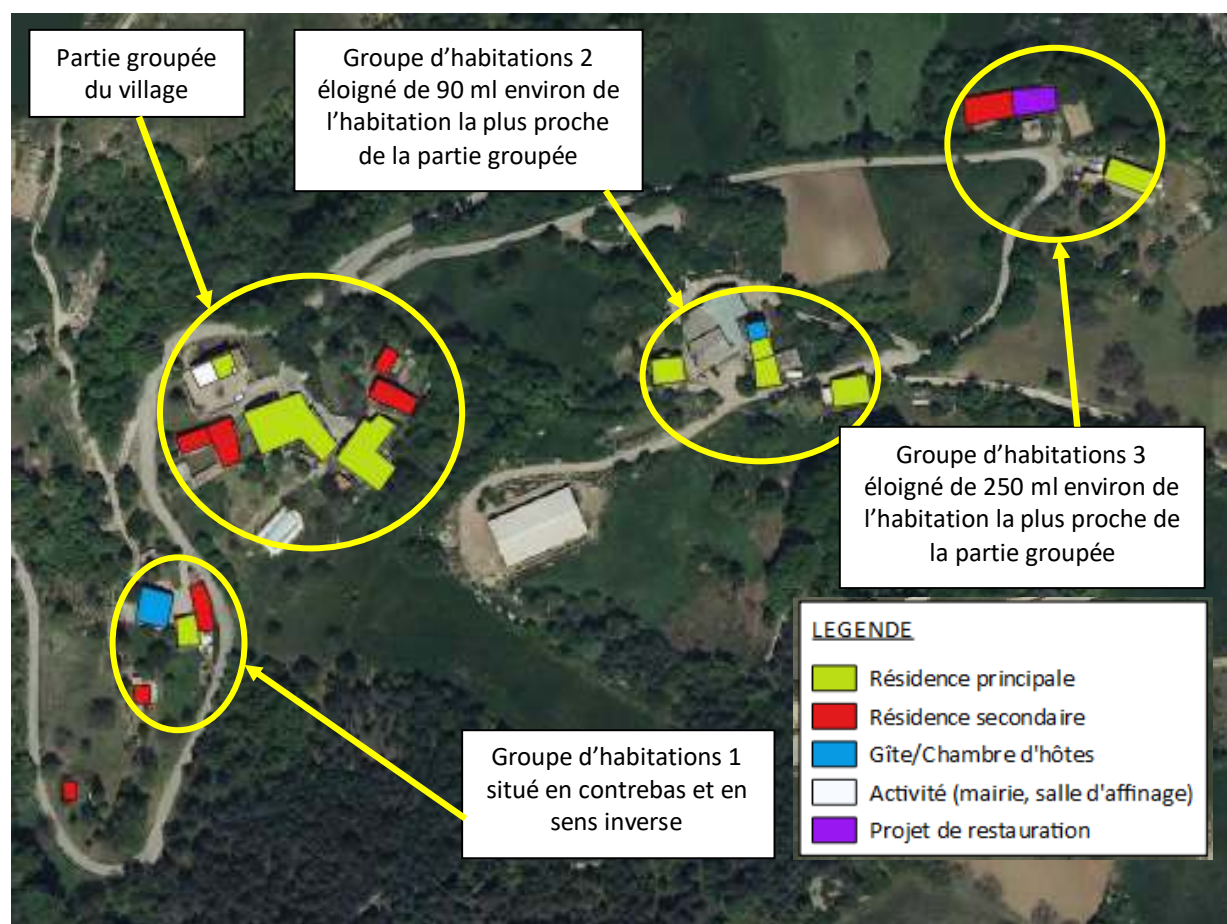 Partie groupée
du village
Groupe d’habitations 2
éloigné de 90 ml environ de
l’habitation la plus proche
de la partie groupée
Groupe d’habitations 3
éloigné de 250 ml environ de
l’habitation la plus proche de
la partie groupée
Groupe d’habitations 1
situé en contrebas et en
sens inverse
LEGENDE
Résidence principale
Résidence secondaire
Gîte/Chambre d'hôtes
Activité (mairie, salle d'affinage)
Projet de restauration